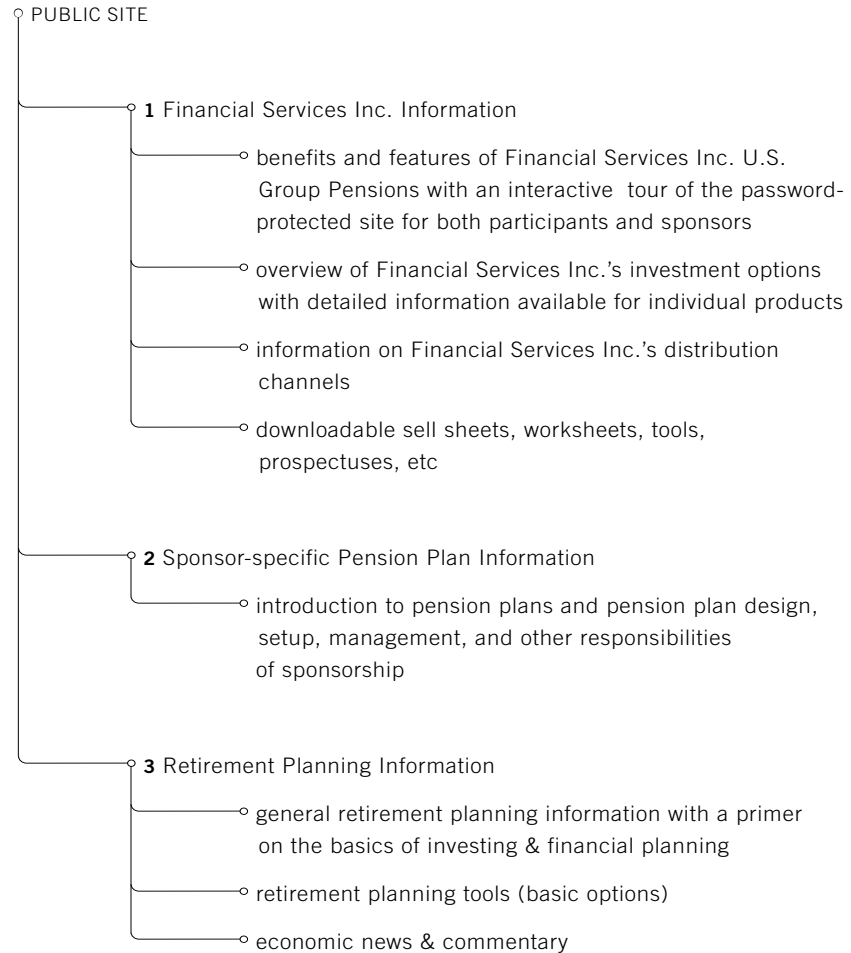 PUBLIC SITE
1 Financial Services Inc. Information
benefits and features of Financial Services Inc. U.S.
Group Pensions with an interactive tour of the password-
protected site for both participants and sponsors
overview of Financial Services Inc.'s investment options
with detailed information available for individual products
information on Financial Services Inc.'s distribution
channels
downloadable sell sheets, worksheets, tools,
prospectuses, etc
2 Sponsor-specific Pension Plan Information
introduction to pension plans and pension plan design,
setup, management, and other responsibilities
of sponsorship
3 Retirement Planning Information
general retirement planning information with a primer
on the basics of investing & financial planning
retirement planning tools (basic options)
economic news & commentary